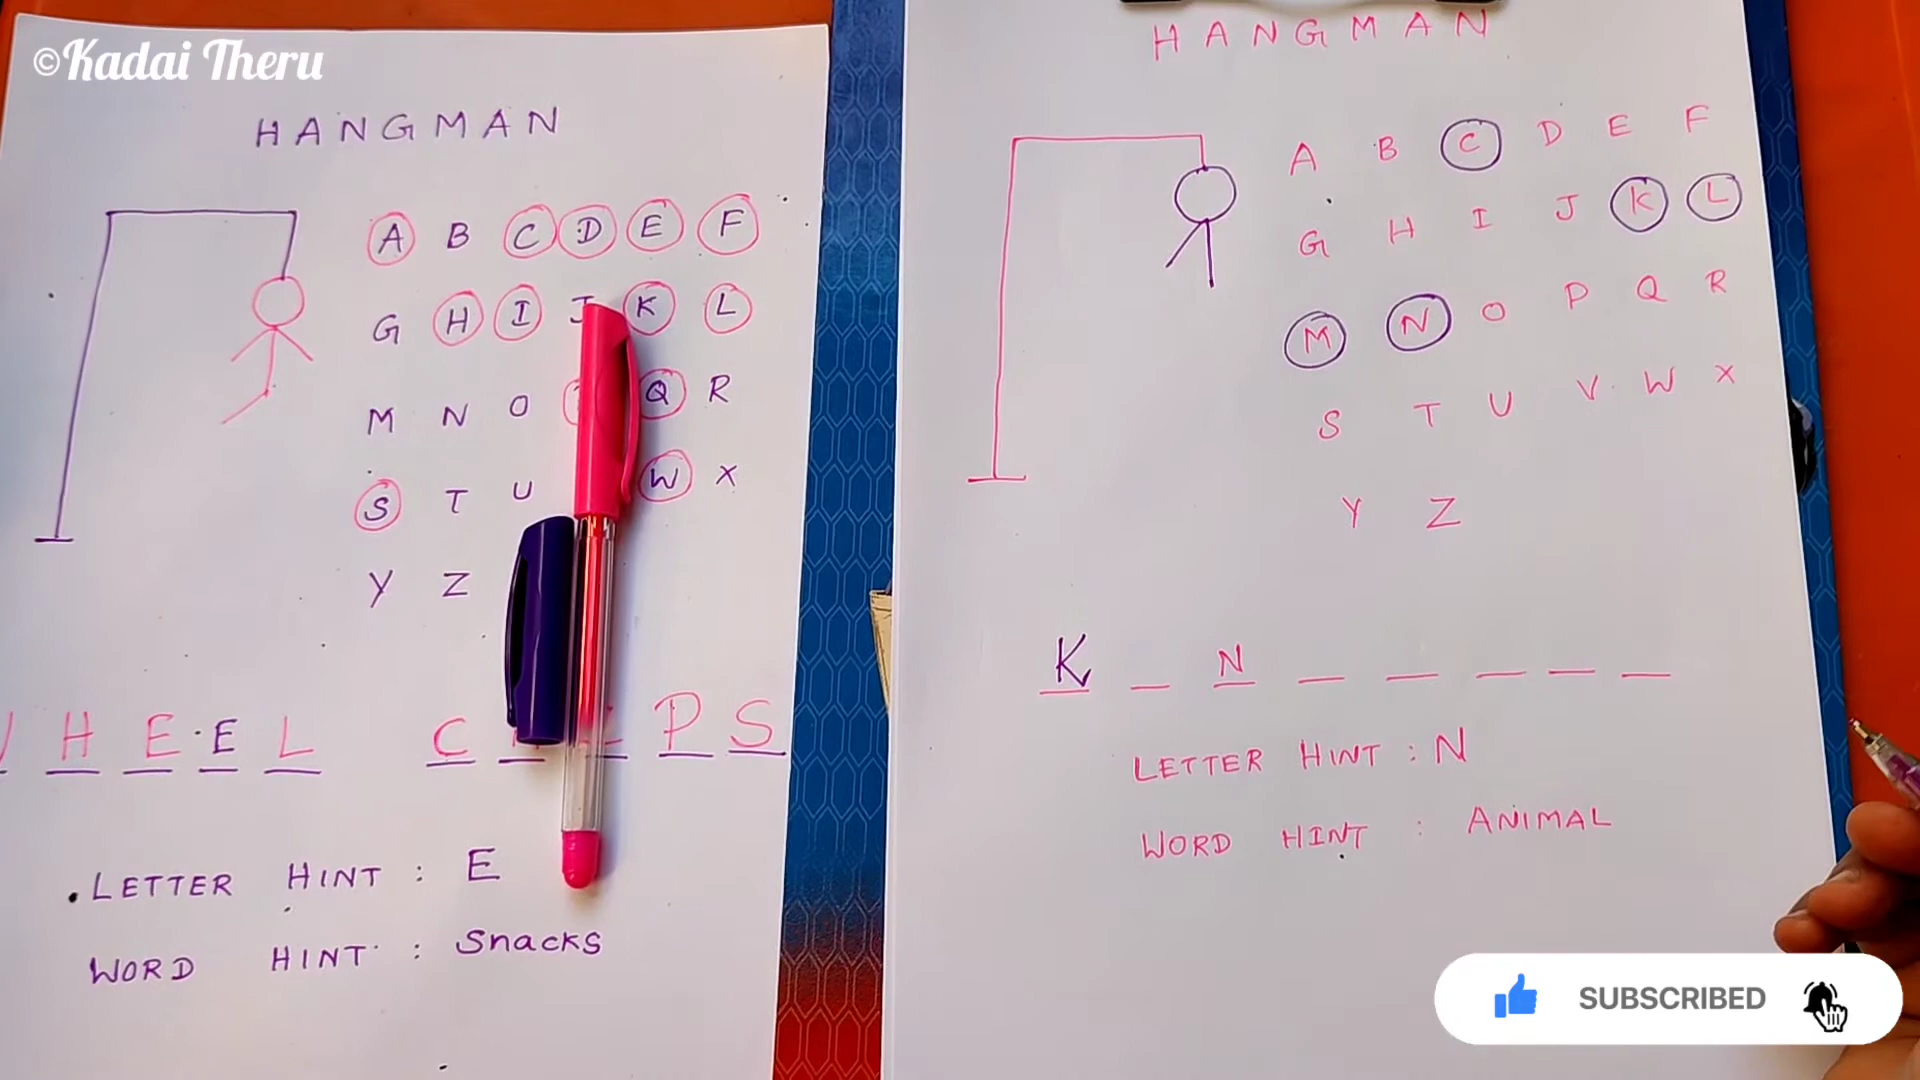 ©Kadai Theru
HANGMAN
A B C D E F
G H I J K L
M N O Q R
S T U W X
Y Z
H E E L C P S
LETTER HINT : E
WORD HINT : Snacks
HANGMAN
A B C D E F
G H I J K L
M N O P Q R
S T U V W X
Y Z
K _ N _ _ _ _ _
LETTER HINT : N
WORD HINT : ANIMAL
SUBSCRIBED